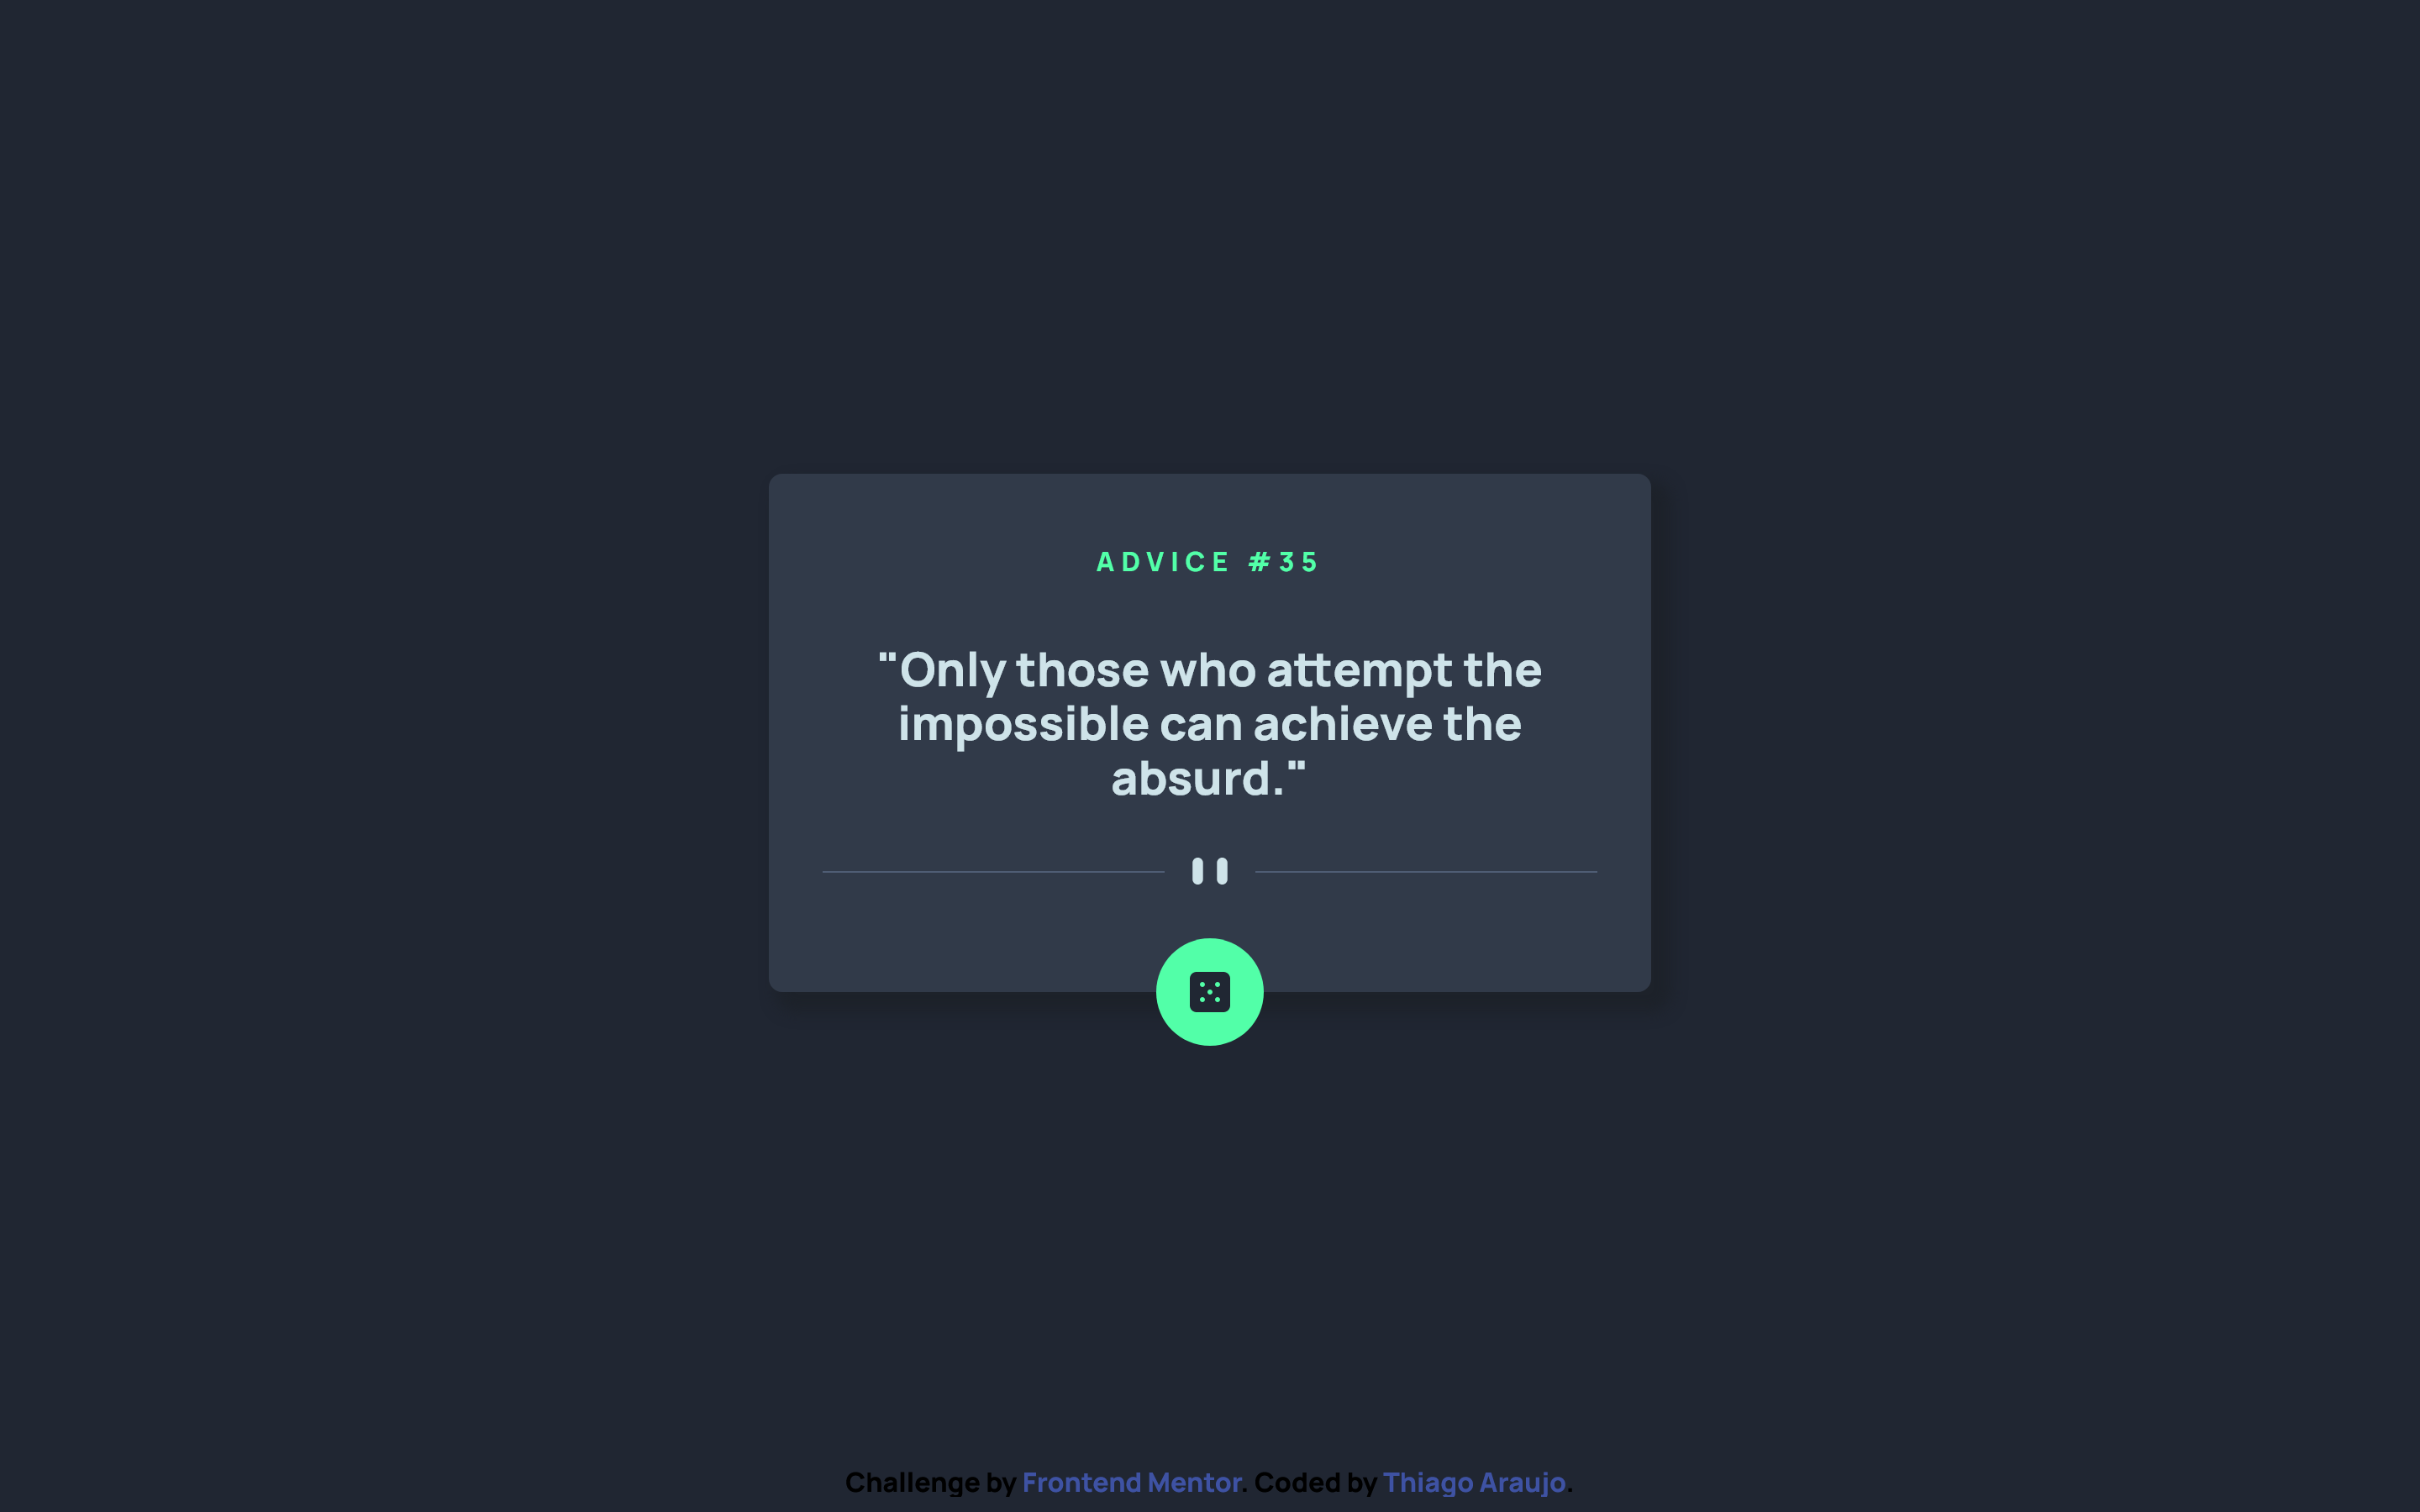 ADVICE #35
"Only those who attempt the
impossible can achieve the
absurd."
Challenge by Frontend Mentor. Coded by Thiago Araujo.